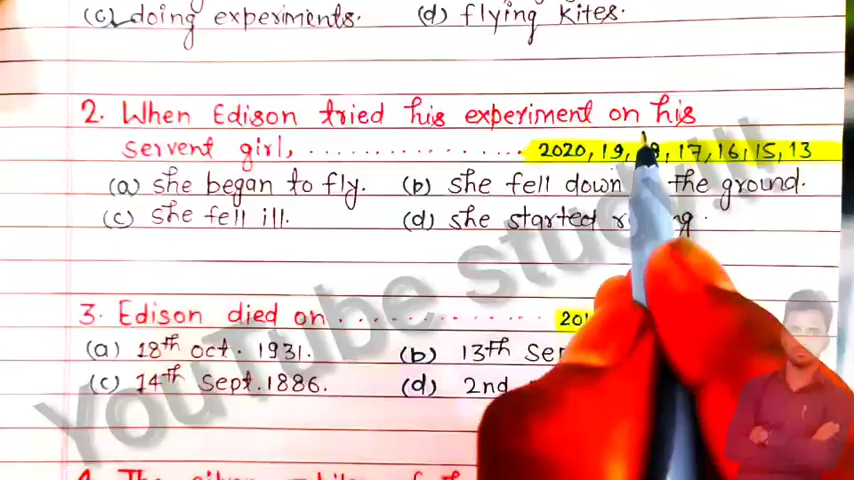 (c) doing experiments. (d) flying kites.
2. When Edison tried his experiment on his
servent girl, .................. 2020, 19, 18, 17, 16, 15, 13
(a) she began to fly. (b) she fell down the ground.
(c) she fell ill. (d) she started
3. Edison died on ..................
(a) 18th oct. 1931. (b) 13th
(c) 14th Sept. 1886. (d) 2nd
YouTube study!!!